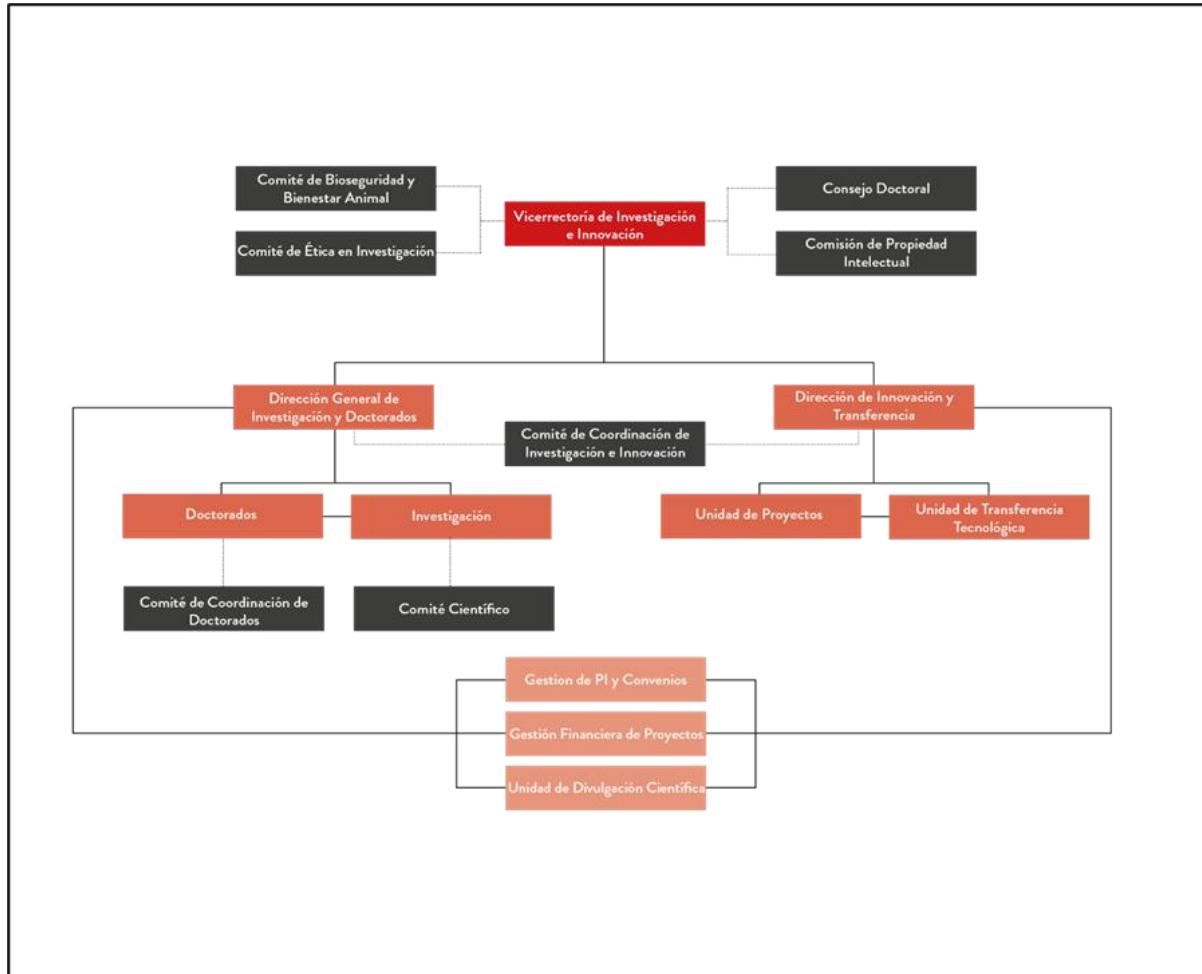 Comité de Bioseguridad y
Bienestar Animal
Consejo Doctoral
Vicerrectoría de Investigación
e Innovación
Comité de Ética en Investigación
Comisión de Propiedad
Intelectual
Dirección General de
Investigación y Doctorados
Dirección de Innovación y
Transferencia
Comité de Coordinación de
Investigación e Innovación
Doctorados
Investigación
Unidad de Proyectos
Unidad de Transferencia
Tecnológica
Comité de Coordinación de
Doctorados
Comité Científico
Gestion de PI y Convenios
Gestión Financiera de Proyectos
Unidad de Divulgación Científica